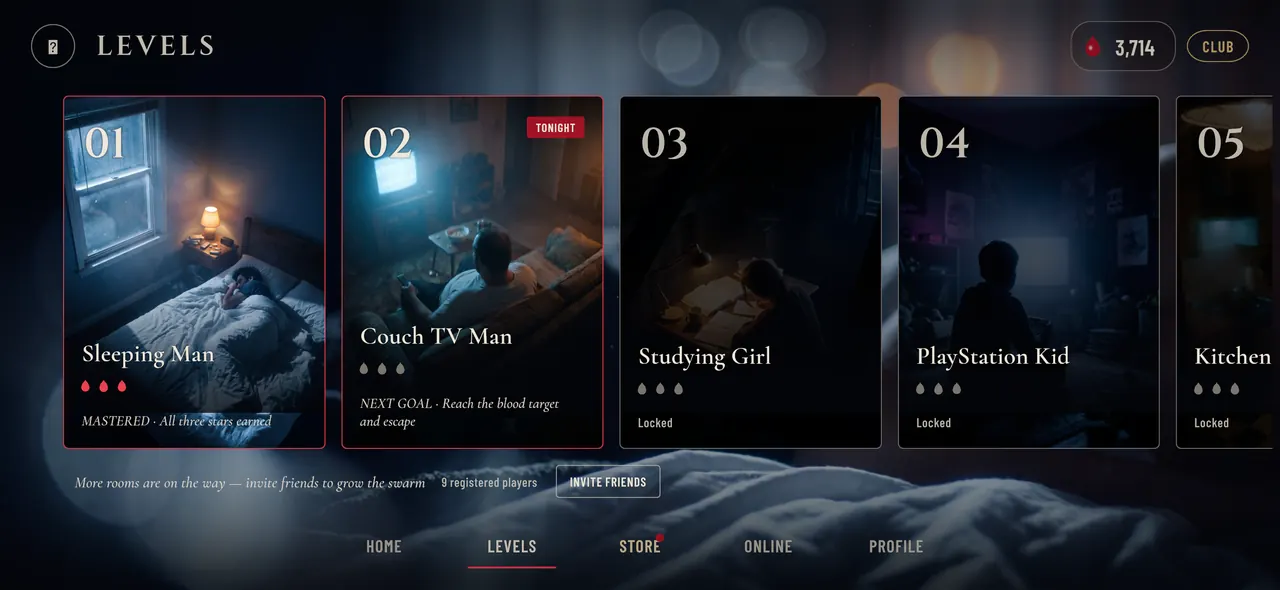 LEVELS
3,714
CLUB
01
Sleeping Man
MASTERED · All three stars earned
02
TONIGHT
Couch TV Man
NEXT GOAL · Reach the blood target
and escape
03
Studying Girl
Locked
04
PlayStation Kid
Locked
05
Kitchen
Locked
More rooms are on the way — invite friends to grow the swarm
9 registered players
INVITE FRIENDS
HOME
LEVELS
STORE
ONLINE
PROFILE